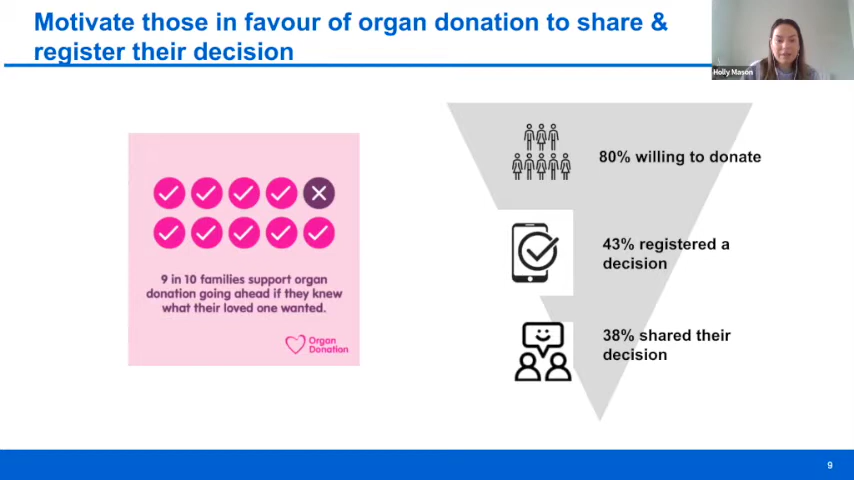 Motivate those in favour of organ donation to share &
register their decision
Holly Mason
9 in 10 families support organ
donation going ahead if they knew
what their loved one wanted.
Organ
Donation
80% willing to donate
43% registered a
decision
38% shared their
decision
9